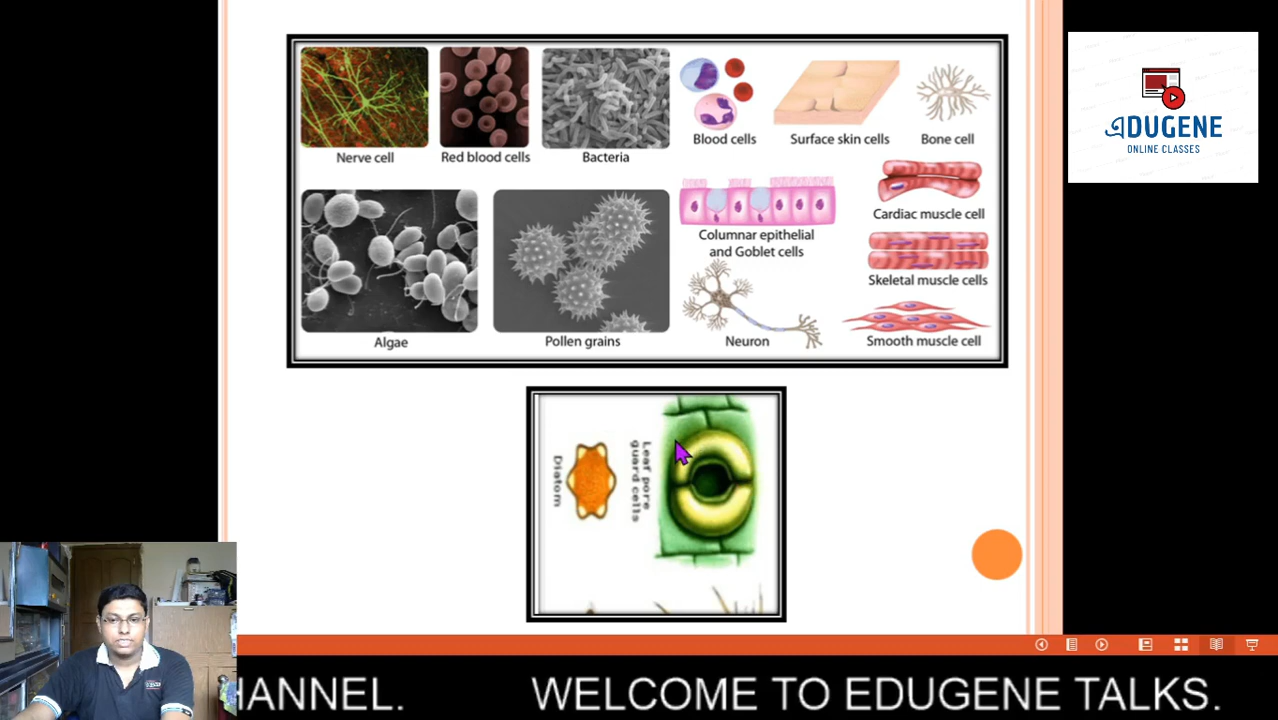 Nerve cell
Red blood cells
Bacteria
Blood cells
Surface skin cells
Bone cell
Cardiac muscle cell
Columnar epithelial
and Goblet cells
Skeletal muscle cells
Algae
Pollen grains
Neuron
Smooth muscle cell
Leaf pore
guard cells
Diatom
DUGENE
ONLINE CLASSES
HANNEL. WELCOME TO EDUGENE TALKS.